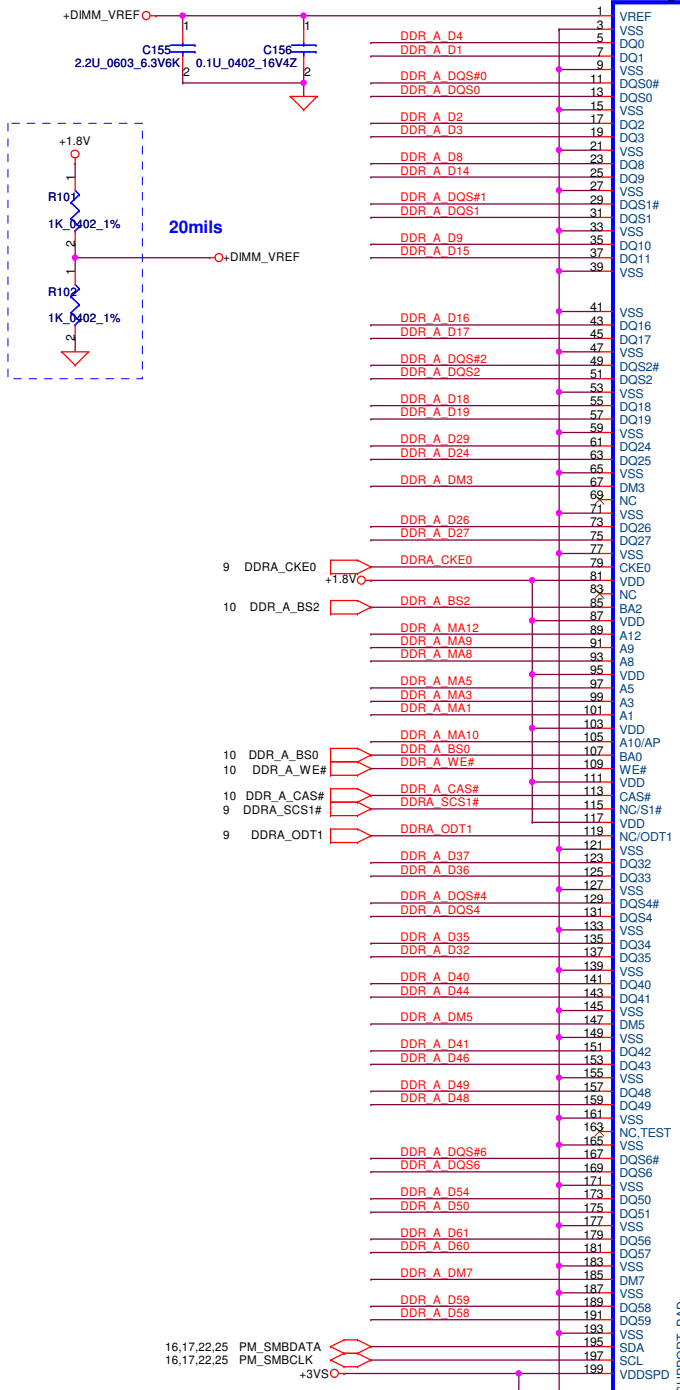 +DIMM_VREF
1
1
C155
2.2U_0603_6.3V6K
2
C156
0.1U_0402_16V4Z
2
+1.8V
1
R101
1K_0402_1%
2
20mils
+DIMM_VREF
1
R102
1K_0402_1%
2
1 VREF
3 VSS
DDR_A_D4 5 DQ0
DDR_A_D1 7 DQ1
9 VSS
DDR_A_DQS#0 11 DQS0#
DDR_A_DQS0 13 DQS0
15 VSS
DDR_A_D2 17 DQ2
DDR_A_D3 19 DQ3
21 VSS
DDR_A_D8 23 DQ8
DDR_A_D14 25 DQ9
27 VSS
DDR_A_DQS#1 29 DQS1#
DDR_A_DQS1 31 DQS1
33 VSS
DDR_A_D9 35 DQ10
DDR_A_D15 37 DQ11
39 VSS
41 VSS
DDR_A_D16 43 DQ16
DDR_A_D17 45 DQ17
47 VSS
DDR_A_DQS#2 49 DQS2#
DDR_A_DQS2 51 DQS2
53 VSS
DDR_A_D18 55 DQ18
DDR_A_D19 57 DQ19
59 VSS
DDR_A_D29 61 DQ24
DDR_A_D24 63 DQ25
65 VSS
DDR_A_DM3 67 DM3
69 NC
71 VSS
DDR_A_D26 73 DQ26
DDR_A_D27 75 DQ27
77 VSS
9 DDRA_CKE0 DDRA_CKE0 79 CKE0
+1.8V 81 VDD
83 NC
10 DDR_A_BS2 DDR_A_BS2 85 BA2
87 VDD
DDR_A_MA12 89 A12
DDR_A_MA9 91 A9
DDR_A_MA8 93 A8
95 VDD
DDR_A_MA5 97 A5
DDR_A_MA3 99 A3
DDR_A_MA1 101 A1
103 VDD
DDR_A_MA10 105 A10/AP
10 DDR_A_BS0 DDR_A_BS0 107 BA0
10 DDR_A_WE# DDR_A_WE# 109 WE#
111 VDD
10 DDR_A_CAS# DDR_A_CAS# 113 CAS#
9 DDRA_SCS1# DDRA_SCS1# 115 NC/S1#
117 VDD
9 DDRA_ODT1 DDRA_ODT1 119 NC/ODT1
121 VSS
DDR_A_D37 123 DQ32
DDR_A_D36 125 DQ33
127 VSS
DDR_A_DQS#4 129 DQS4#
DDR_A_DQS4 131 DQS4
133 VSS
DDR_A_D35 135 DQ34
DDR_A_D32 137 DQ35
139 VSS
DDR_A_D40 141 DQ40
DDR_A_D44 143 DQ41
145 VSS
DDR_A_DM5 147 DM5
149 VSS
DDR_A_D41 151 DQ42
DDR_A_D46 153 DQ43
155 VSS
DDR_A_D49 157 DQ48
DDR_A_D48 159 DQ49
161 VSS
163 NC,TEST
165 VSS
DDR_A_DQS#6 167 DQS6#
DDR_A_DQS6 169 DQS6
171 VSS
DDR_A_D54 173 DQ50
DDR_A_D50 175 DQ51
177 VSS
DDR_A_D61 179 DQ56
DDR_A_D60 181 DQ57
183 VSS
DDR_A_DM7 185 DM7
187 VSS
DDR_A_D59 189 DQ58
DDR_A_D58 191 DQ59
193 VSS
16,17,22,25 PM_SMBDATA 195 SDA
16,17,22,25 PM_SMBCLK 197 SCL
+3VS 199 VDDSPD